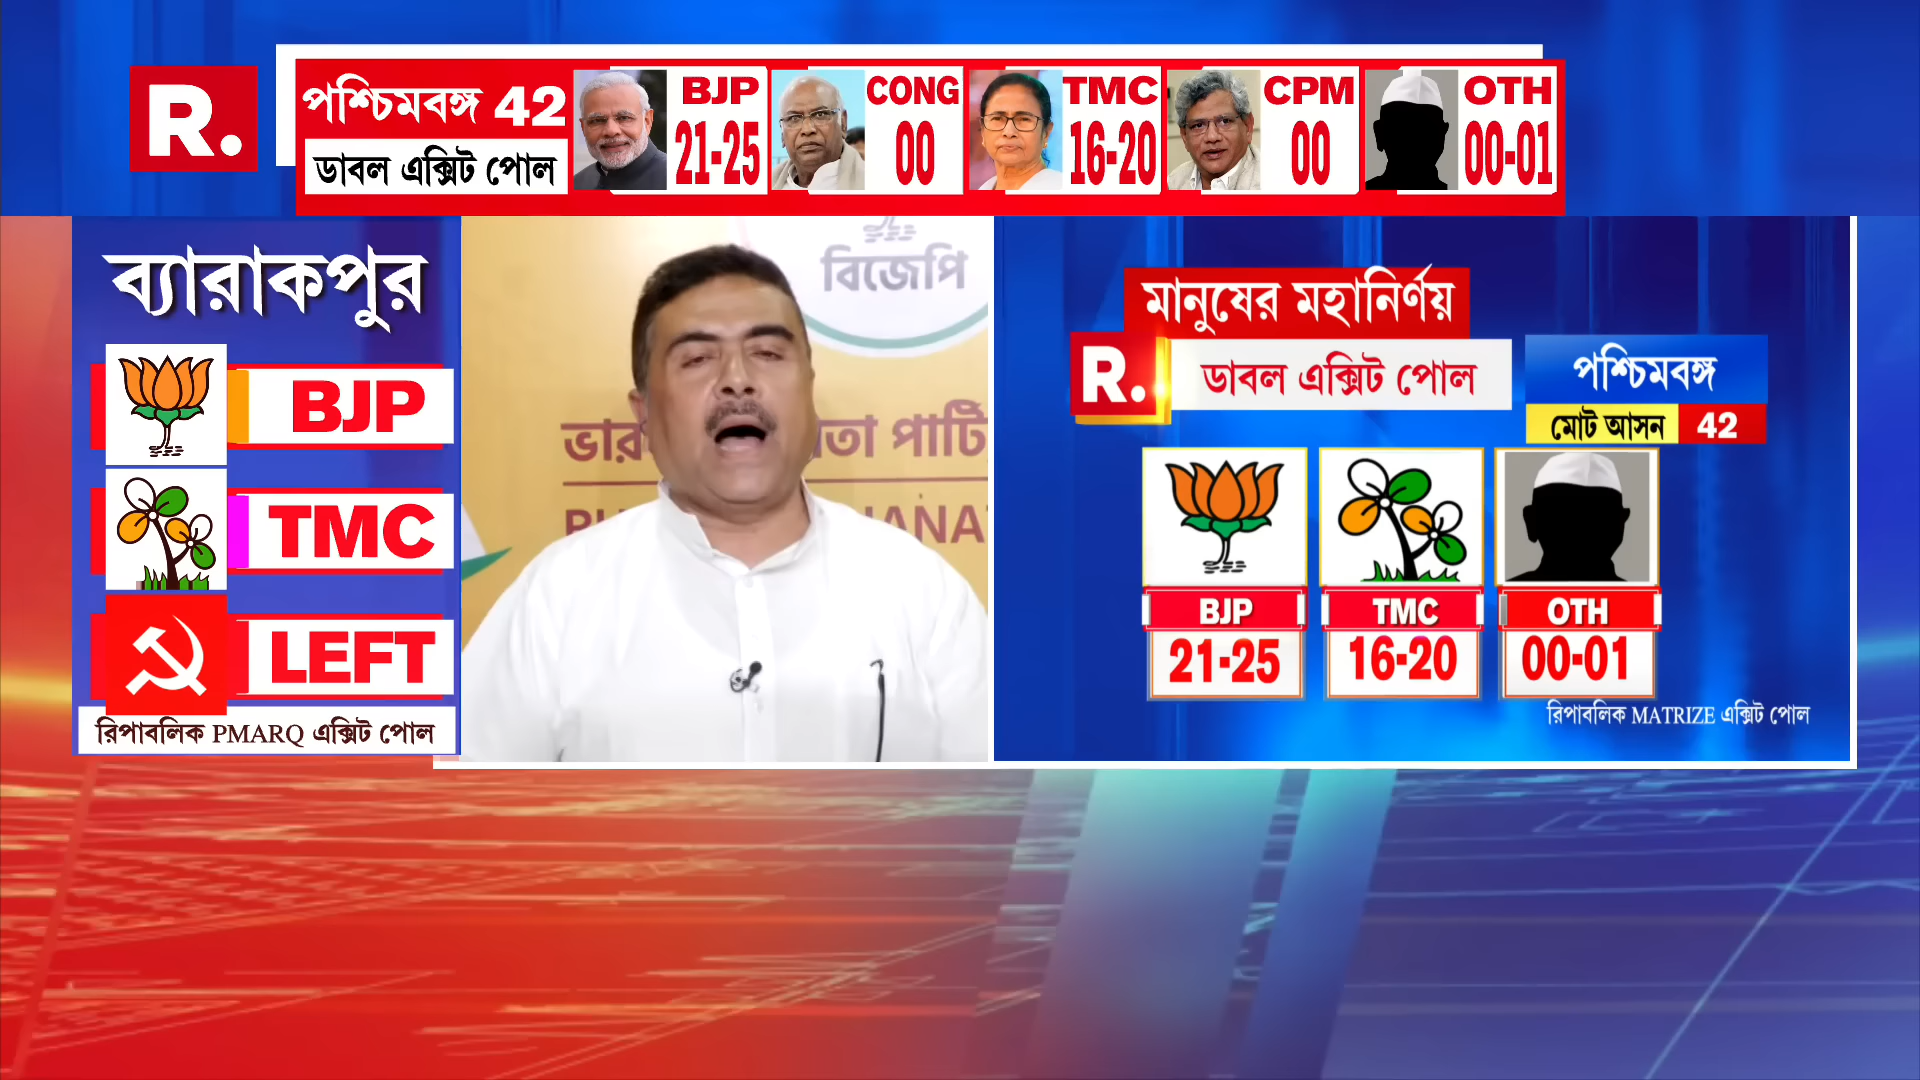 R.
পশ্চিমবঙ্গ 42
ডাবল এক্সিট পোল
BJP
21-25
CONG
00
TMC
16-20
CPM
00
OTH
00-01
ব্যারাকপুর
BJP
TMC
LEFT
রিপাবলিক PMARQ এক্সিট পোল
বিজেপি
মানুষের মহানির্ণয়
R.
ডাবল এক্সিট পোল
পশ্চিমবঙ্গ
মোট আসন 42
BJP
21-25
TMC
16-20
OTH
00-01
রিপাবলিক MATRIZE এক্সিট পোল